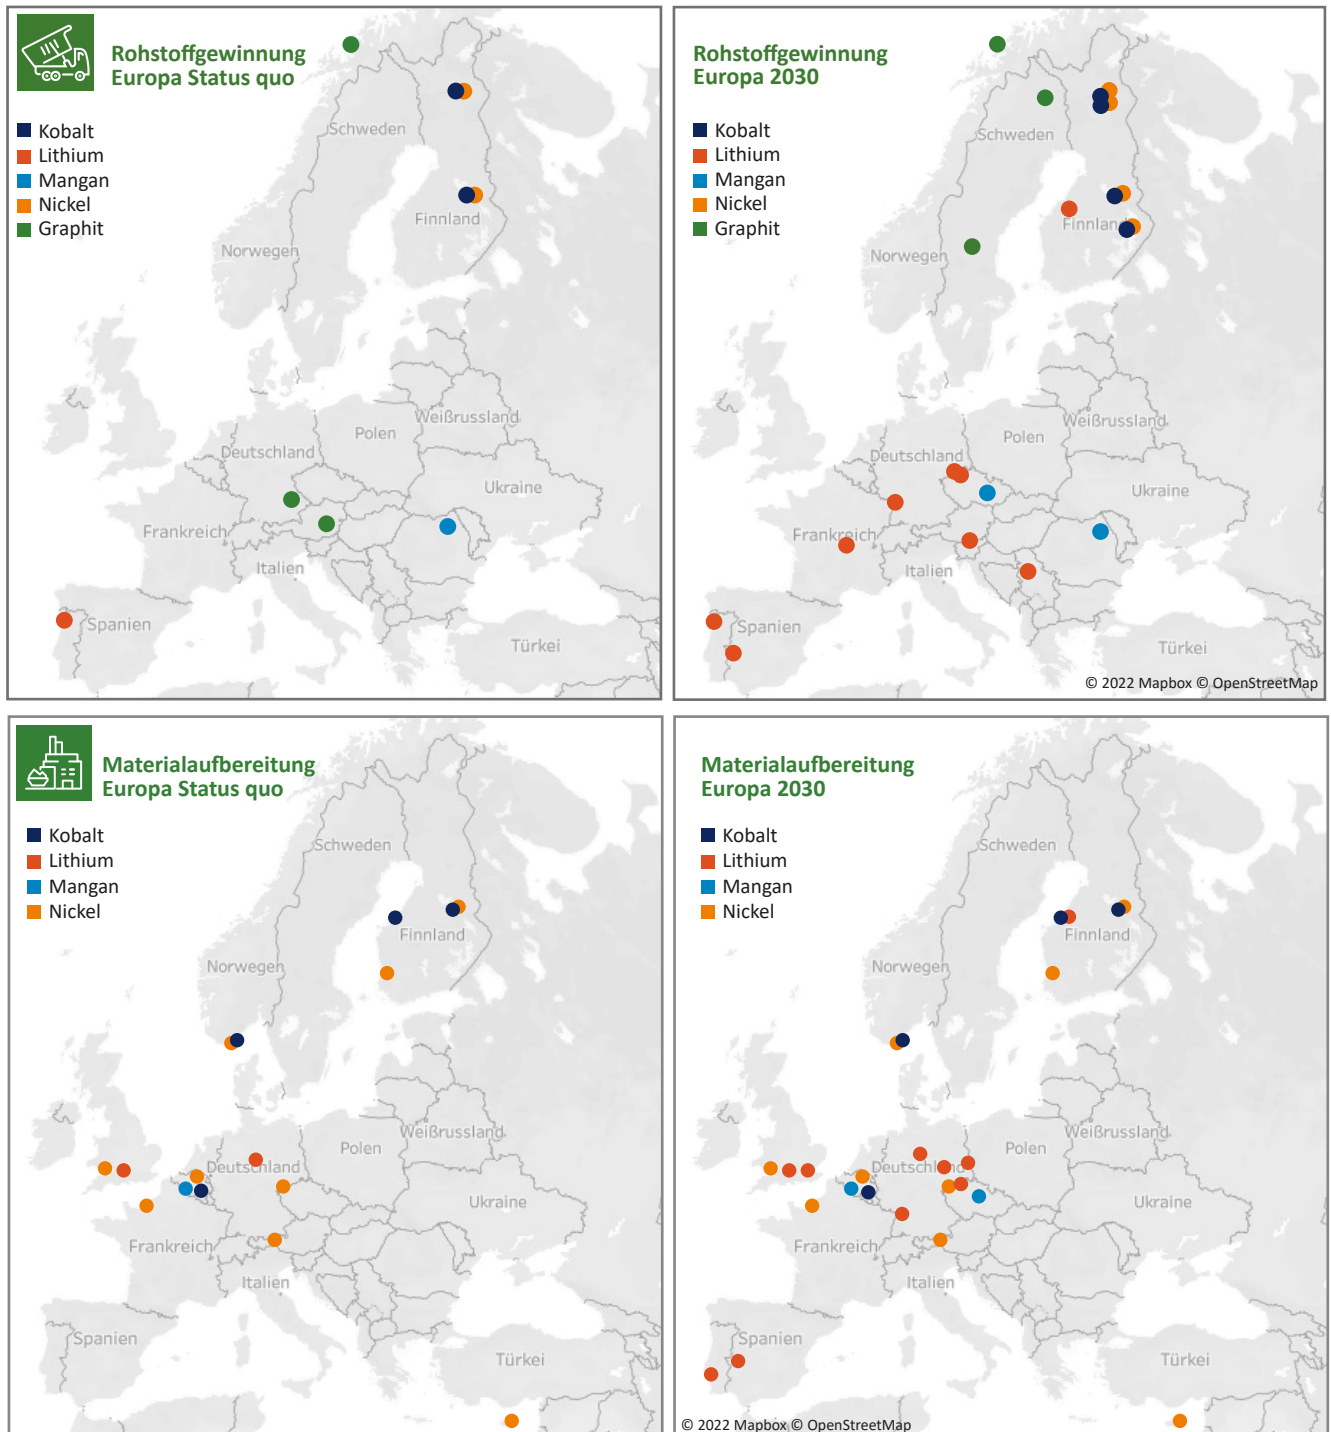 Rohstoffgewinnung
Europa Status quo
Kobalt
Lithium
Mangan
Nickel
Graphit
Schweden
Finnland
Norwegen
Weißrussland
Polen
Deutschland
Ukraine
Frankreich
Italien
Spanien
Türkei
Rohstoffgewinnung
Europa 2030
Kobalt
Lithium
Mangan
Nickel
Graphit
Schweden
Finnland
Norwegen
Weißrussland
Polen
Deutschland
Ukraine
Frankreich
Italien
Spanien
Türkei
© 2022 Mapbox © OpenStreetMap
Materialaufbereitung
Europa Status quo
Kobalt
Lithium
Mangan
Nickel
Schweden
Finnland
Norwegen
Weißrussland
Polen
Deutschland
Ukraine
Frankreich
Italien
Spanien
Türkei
Materialaufbereitung
Europa 2030
Kobalt
Lithium
Mangan
Nickel
Schweden
Finnland
Norwegen
Weißrussland
Polen
Deutschland
Ukraine
Frankreich
Italien
Spanien
Türkei
© 2022 Mapbox © OpenStreetMap